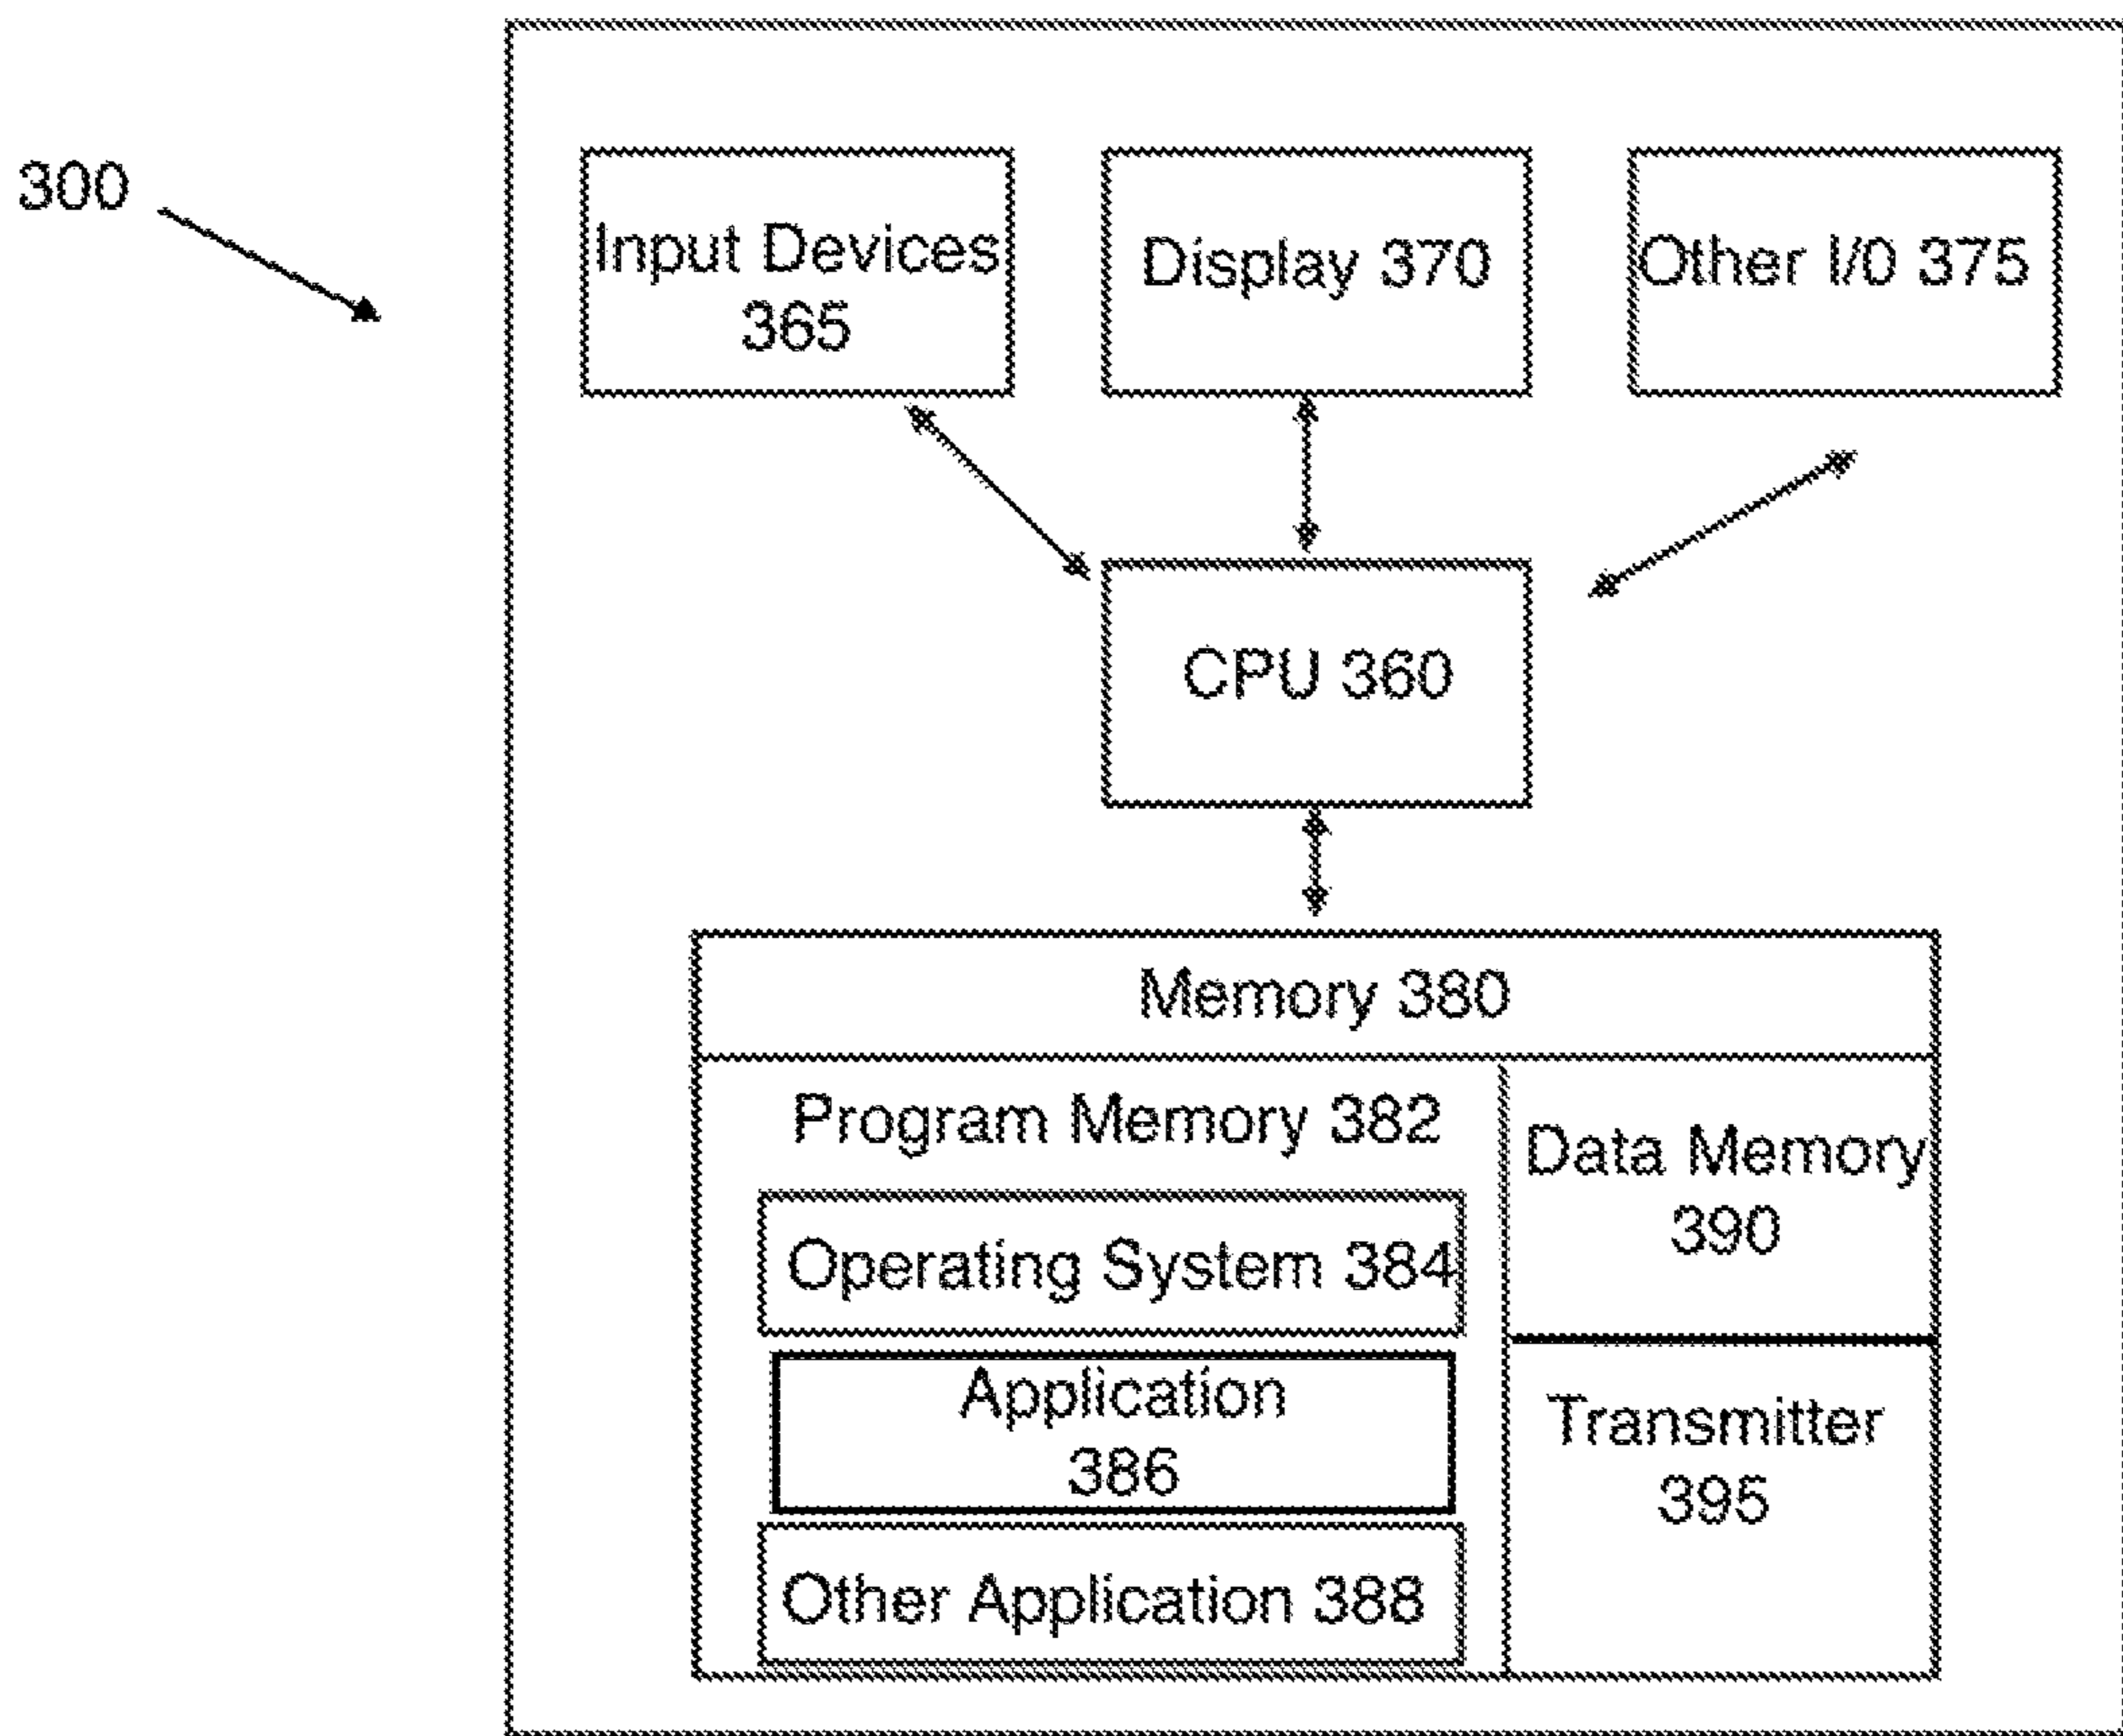 300
Input Devices
365
Display 370
Other I/0 375
CPU 360
Memory 380
Program Memory 382
Operating System 384
Application
386
Other Application 388
Data Memory
390
Transmitter
395